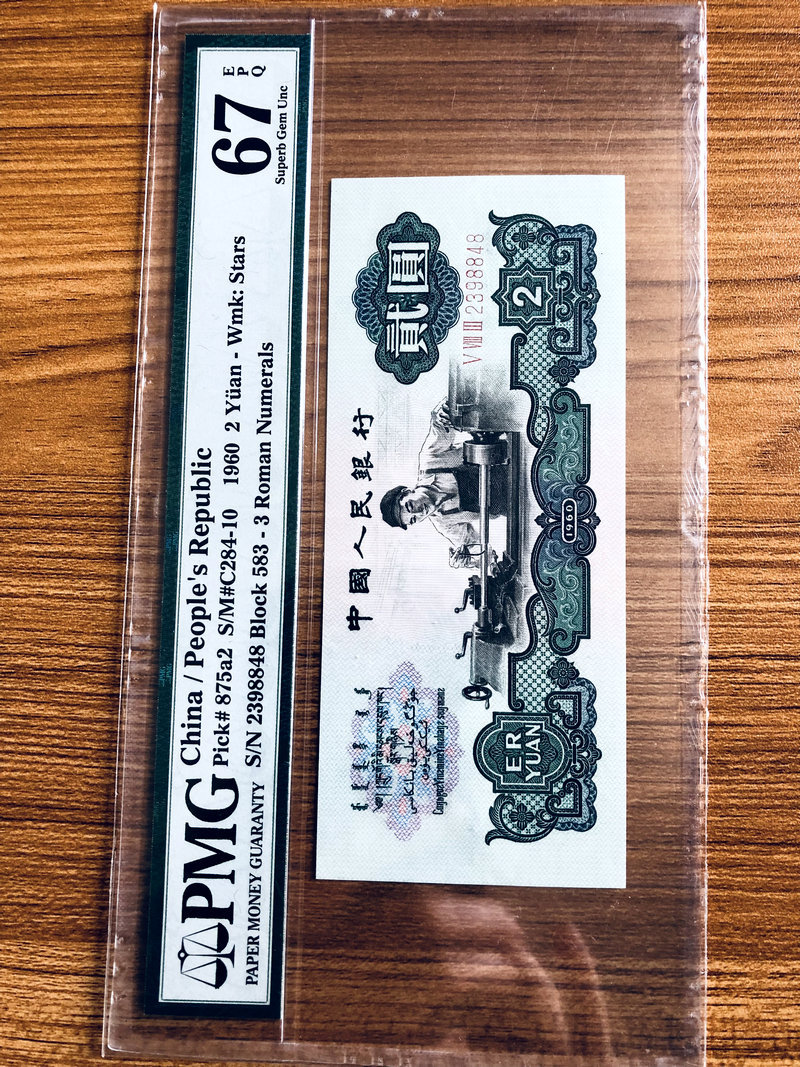 PMG
PAPER MONEY GUARANTY
China / People's Republic
Pick# 875a2 S/M#C284-10 1960 2 Yüan - Wmk: Stars
S/N 2398848 Block 583 - 3 Roman Numerals
67
EPQ
Superb Gem Unc
中國人民銀行
貳圓
V VIII III 2398848
2
1960
ER
YUAN